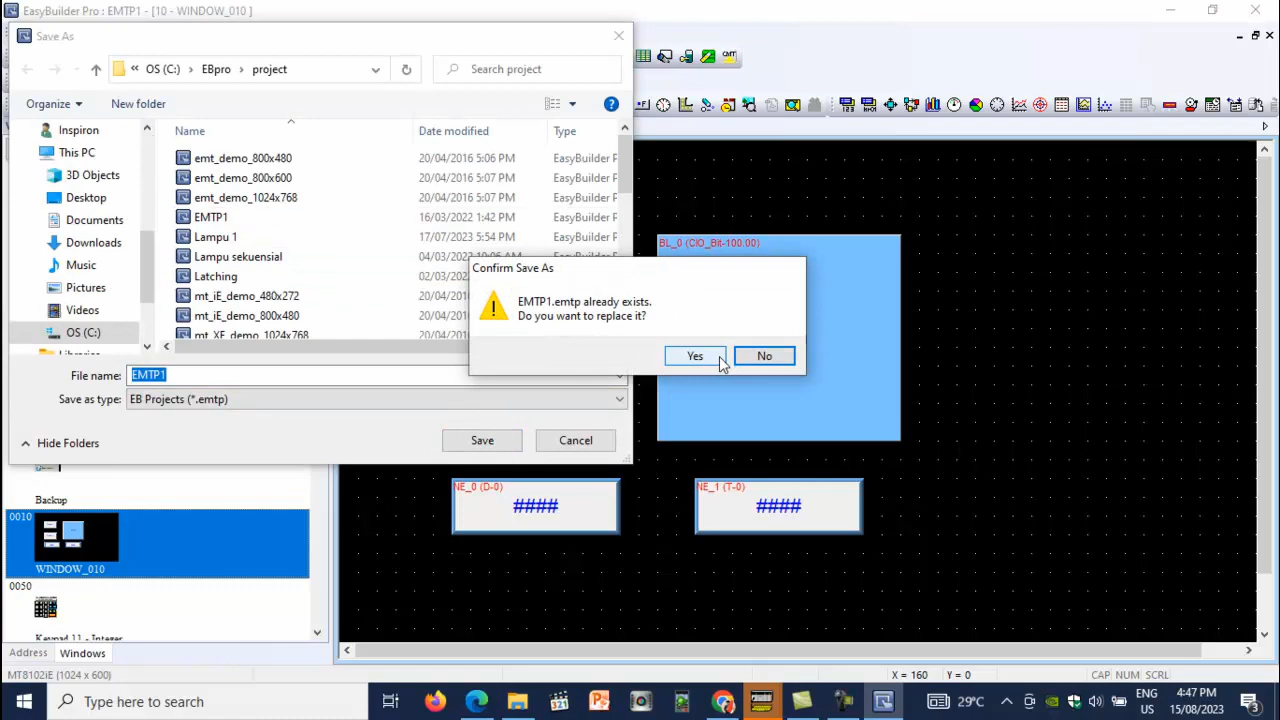 EasyBuilder Pro : EMTP1 - [10 - WINDOW_010 ]
Save As
« OS (C:) › EBpro › project
Search project
Organize
New folder
Inspiron
This PC
3D Objects
Desktop
Documents
Downloads
Music
Pictures
Videos
OS (C:)
Name Date modified Type
emt_demo_800x480 20/04/2016 5:06 PM EasyBuilder P
emt_demo_800x600 20/04/2016 5:07 PM EasyBuilder P
emt_demo_1024x768 20/04/2016 5:07 PM EasyBuilder P
EMTP1 16/03/2022 1:42 PM EasyBuilder P
Lampu 1 17/07/2023 5:54 PM EasyBuilder P
Lampu sekuensial
Latching
mt_iE_demo_480x272
mt_iE_demo_800x480
mt_XE_demo_1024x768
Confirm Save As
EMTP1.emtp already exists.
Do you want to replace it?
Yes No
File name: EMTP1
Save as type: EB Projects (*.emtp)
Hide Folders
Save Cancel
BL_0 (CIO_Bit-100.00)
NE_0 (D-0)
####
NE_1 (T-0)
####
Backup
0010
WINDOW_010
0050
Keypad 11 - Integer
Address Windows
MT8102iE (1024 x 600)
X = 160 Y = 0
CAP NUM SCRL
Type here to search
29°C
ENG
US
4:47 PM
15/08/2023
3